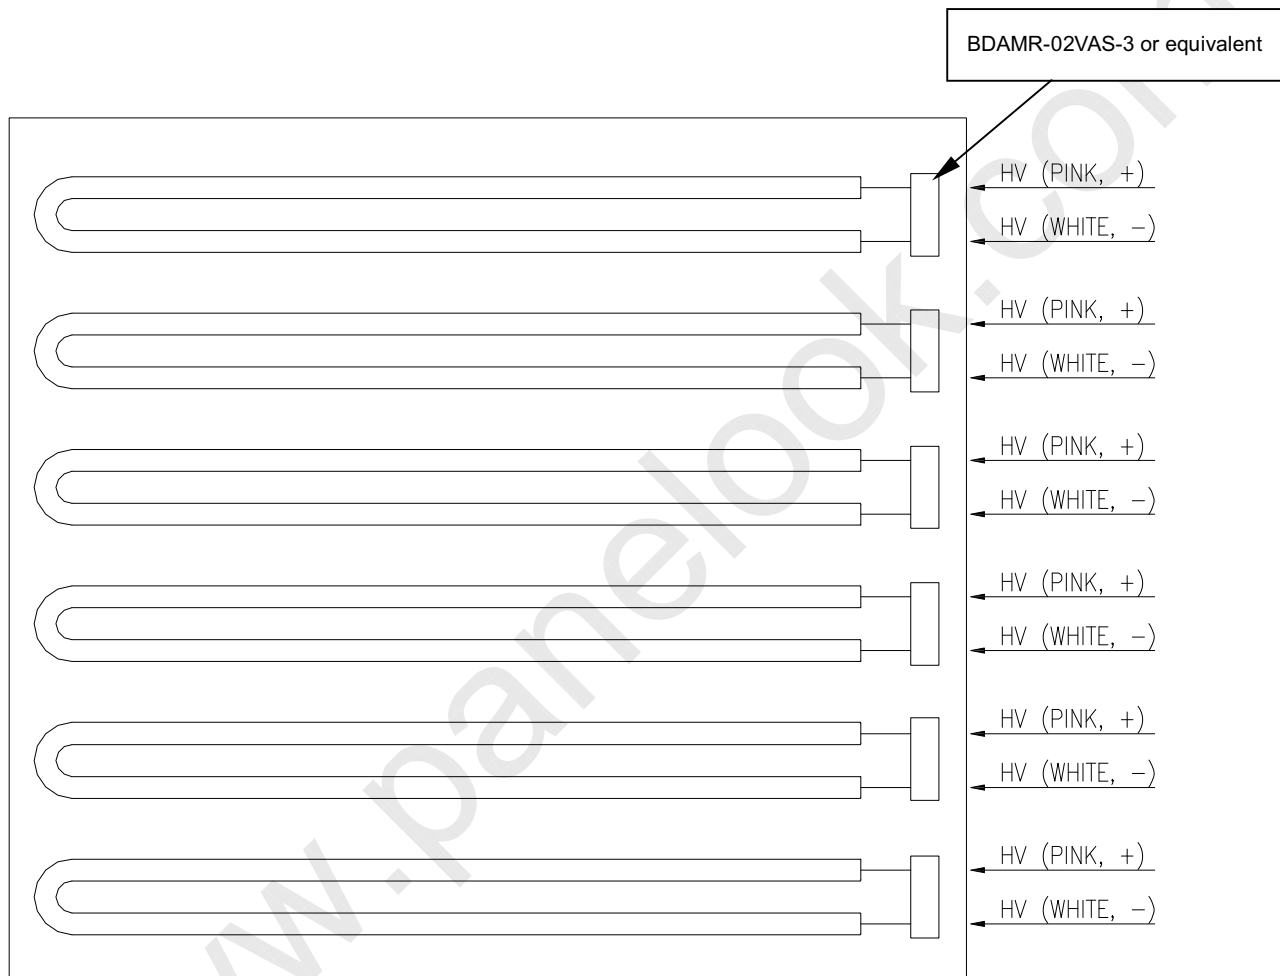 BDAMR-02VAS-3 or equivalent
HV (PINK, +)
HV (WHITE, −)
HV (PINK, +)
HV (WHITE, −)
HV (PINK, +)
HV (WHITE, −)
HV (PINK, +)
HV (WHITE, −)
HV (PINK, +)
HV (WHITE, −)
HV (PINK, +)
HV (WHITE, −)
w.panelook.com